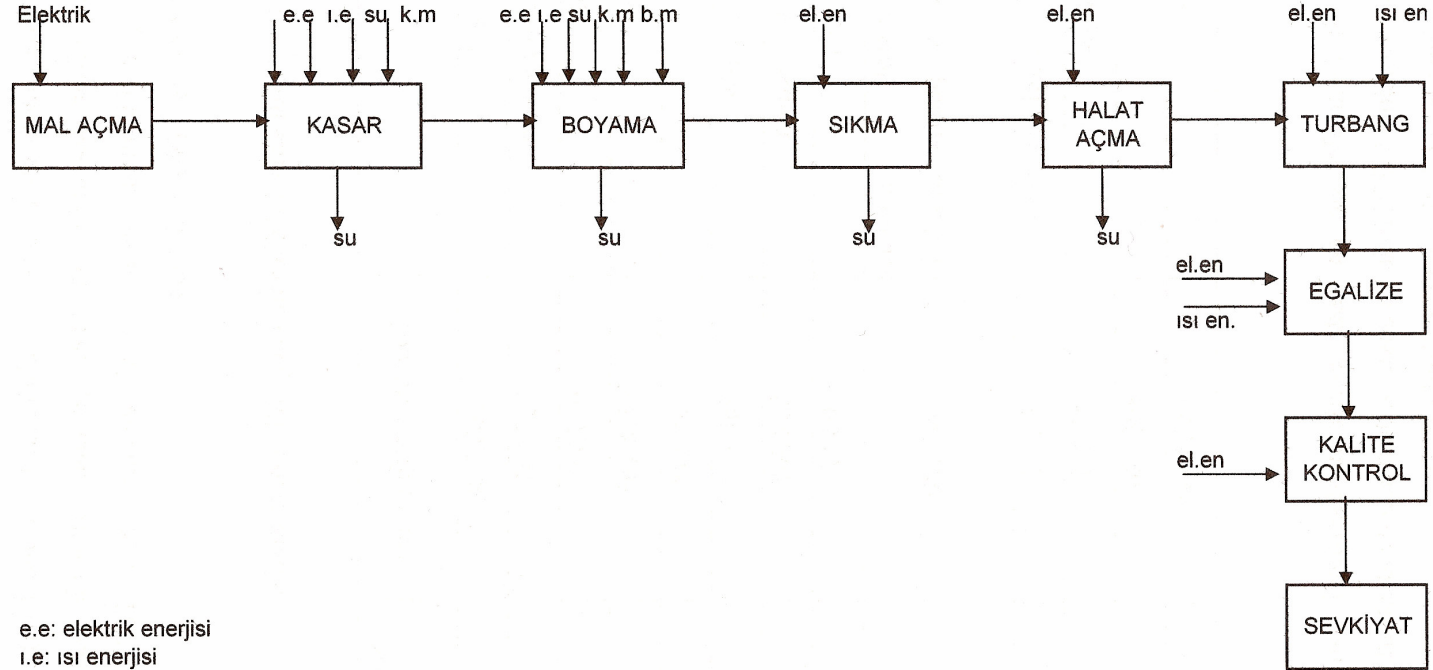 Elektrik
e.e ı.e su k.m
e.e ı.e su k.m b.m
el.en
el.en
el.en ısı en
MAL AÇMA
KASAR
BOYAMA
SIKMA
HALAT
AÇMA
TURBANG
su
su
su
su
el.en
ısı en.
EGALİZE
el.en
KALİTE
KONTROL
SEVKİYAT
e.e: elektrik enerjisi
ı.e: ısı enerjisi